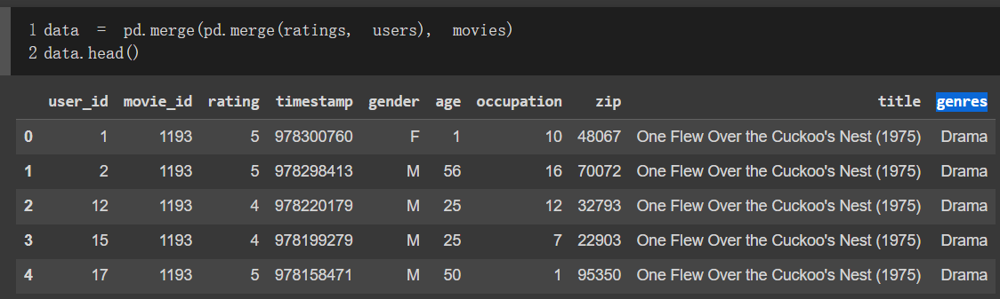 1 data = pd.merge(pd.merge(ratings, users), movies)
2 data.head()
user_id movie_id rating timestamp gender age occupation zip title genres
0 1 1193 5 978300760 F 1 10 48067 One Flew Over the Cuckoo's Nest (1975) Drama
1 2 1193 5 978298413 M 56 16 70072 One Flew Over the Cuckoo's Nest (1975) Drama
2 12 1193 4 978220179 M 25 12 32793 One Flew Over the Cuckoo's Nest (1975) Drama
3 15 1193 4 978199279 M 25 7 22903 One Flew Over the Cuckoo's Nest (1975) Drama
4 17 1193 5 978158471 M 50 1 95350 One Flew Over the Cuckoo's Nest (1975) Drama